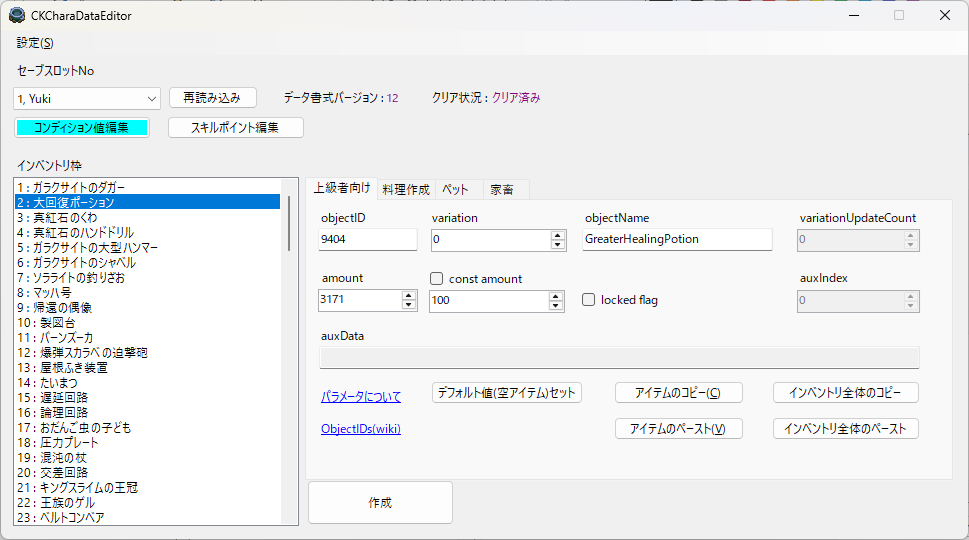 CKCharaDataEditor
設定(S)
セーブスロットNo
1, Yuki 再読み込み データ書式バージョン : 12 クリア状況 : クリア済み
コンディション値編集 スキルポイント編集
インベントリ枠
1 : ガラクサイトのダガー
2 : 大回復ポーション
3 : 真紅石のくわ
4 : 真紅石のハンドドリル
5 : ガラクサイトの大型ハンマー
6 : ガラクサイトのシャベル
7 : ソラライトの釣りざお
8 : マッハ号
9 : 帰還の偶像
10 : 製図台
11 : バーンズーカ
12 : 爆弾スカラベの迫撃砲
13 : 屋根ふき装置
14 : たいまつ
15 : 遅延回路
16 : 論理回路
17 : おだんご虫の子ども
18 : 圧力プレート
19 : 混沌の杖
20 : 交差回路
21 : キングスライムの王冠
22 : 王族のゲル
23 : ベルトコンベア
上級者向け 料理作成 ペット 家畜
objectID variation objectName variationUpdateCount
9404 0 GreaterHealingPotion 0
amount const amount auxIndex
3171 100 locked flag 0
auxData
パラメータについて デフォルト値(空アイテム)セット アイテムのコピー(C) インベントリ全体のコピー
ObjectIDs(wiki) アイテムのペースト(V) インベントリ全体のペースト
作成